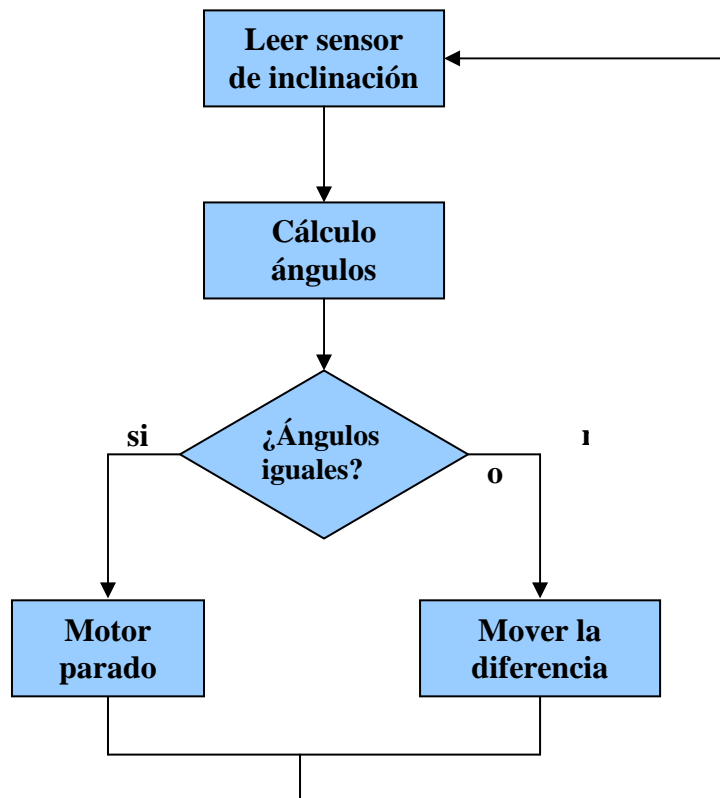 Leer sensor
de inclinación
Cálculo
ángulos
¿Ángulos
iguales?
si
o
Motor
parado
Mover la
diferencia